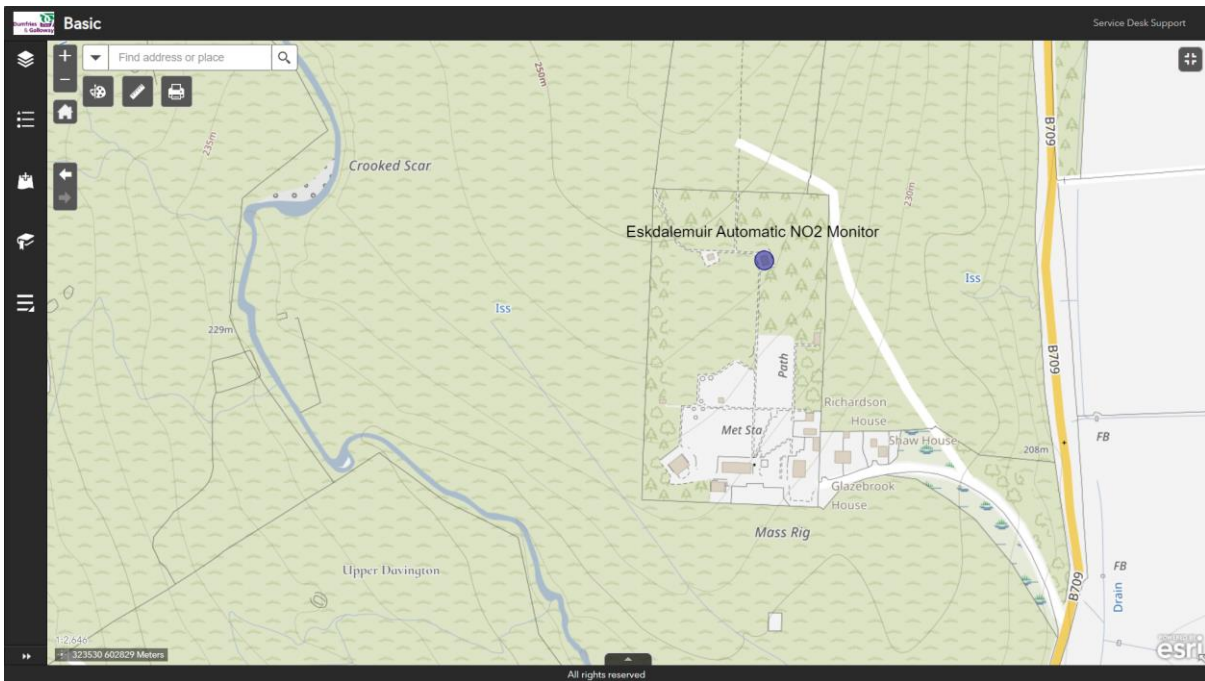 Dumfries
& Galloway
Basic
Service Desk Support
Find address or place
250m
235m
Crooked Scar
B709
230m
Eskdalemuir Automatic NO2 Monitor
Iss
Iss
229m
B709
Path
Richardson
House
Met Sta
Shaw House
FB
208m
Glazebrook
House
Mass Rig
Upper Davington
FB
B709
Drain
1:2,646
323530 602829 Meters
esri
All rights reserved